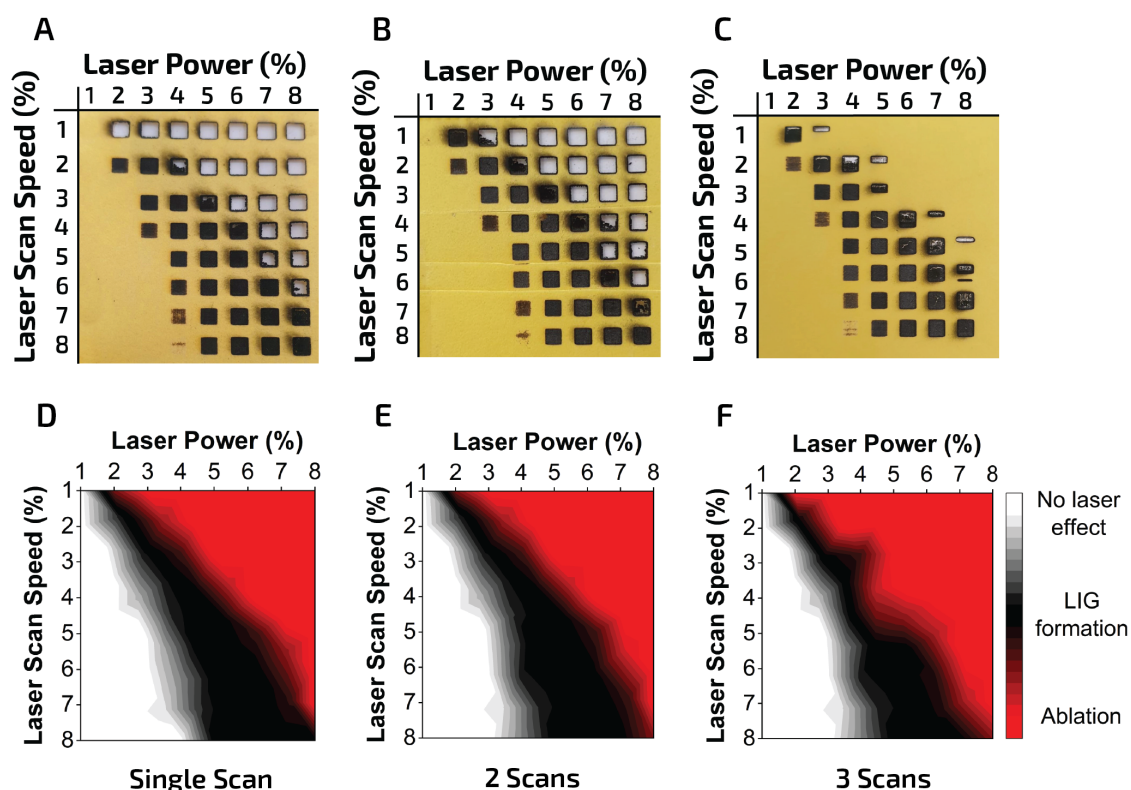 A
B
C
Laser Power (%)
Laser Power (%)
Laser Power (%)
1 2 3 4 5 6 7 8
1 2 3 4 5 6 7 8
1 2 3 4 5 6 7 8
Laser Scan Speed (%)
1
2
3
4
5
6
7
8
Laser Scan Speed (%)
1
2
3
4
5
6
7
8
Laser Scan Speed (%)
1
2
3
4
5
6
7
8
D
E
F
Laser Power (%)
Laser Power (%)
Laser Power (%)
1 2 3 4 5 6 7 8
1 2 3 4 5 6 7 8
1 2 3 4 5 6 7 8
Laser Scan Speed (%)
1
2
3
4
5
6
7
8
Laser Scan Speed (%)
1
2
3
4
5
6
7
8
Laser Scan Speed (%)
1
2
3
4
5
6
7
8
No laser
effect
LIG
formation
Ablation
Single Scan
2 Scans
3 Scans